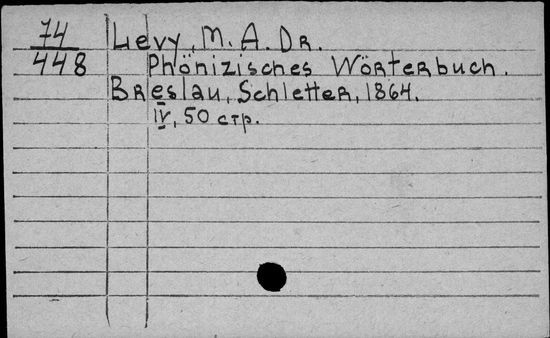 74
448
Levy, M. A. Dr.
Phönizisches Wörterbuch.
Breslau, Schletter, 1864.
IV, 50 стр.